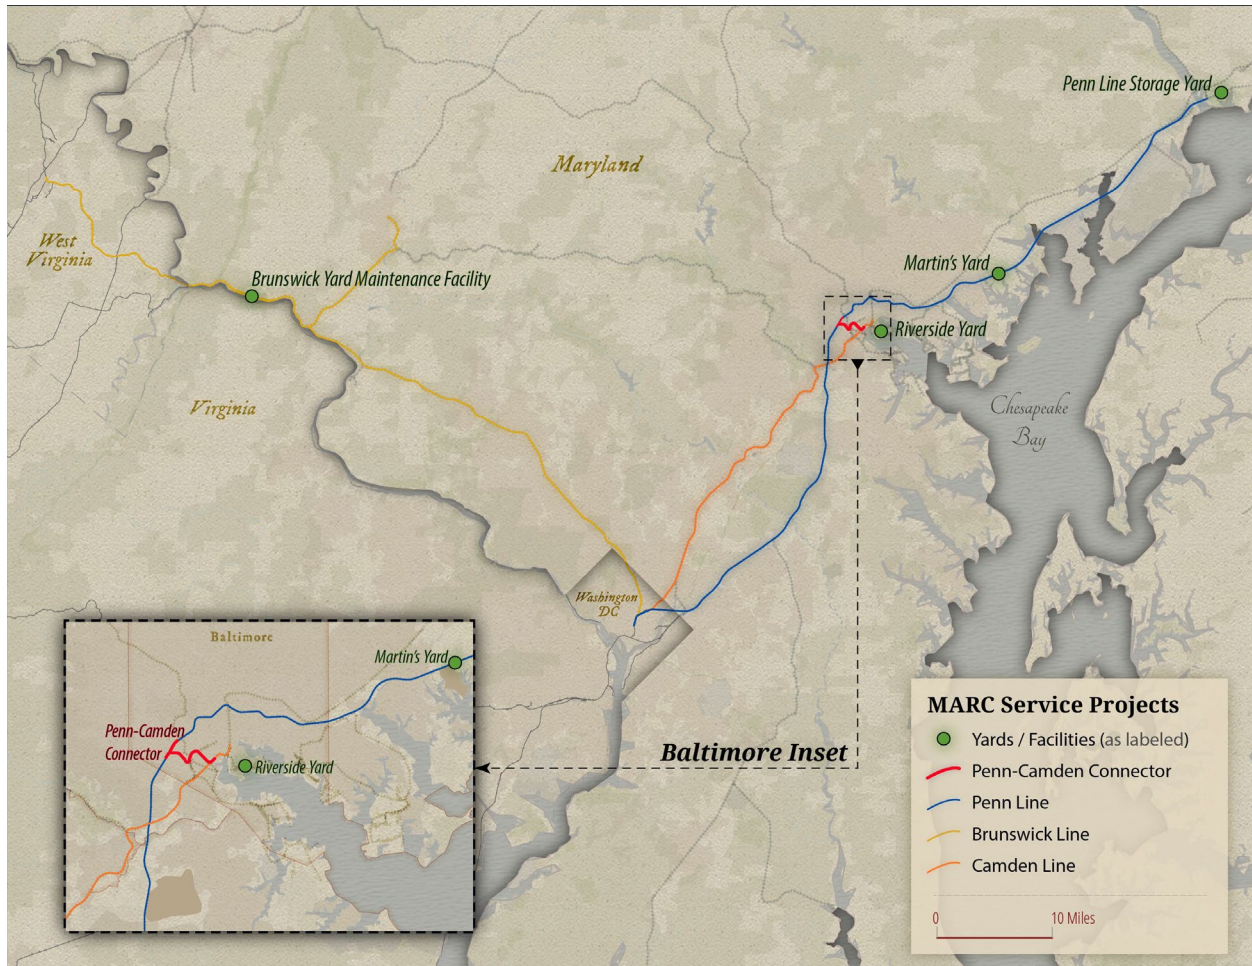 Penn Line Storage Yard
Maryland
West
Virginia
Brunswick Yard Maintenance Facility
Martin's Yard
Riverside Yard
Virginia
Chesapeake
Bay
Washington
DC
Baltimore
Martin's Yard
Penn-Camden
Connector
Riverside Yard
Baltimore Inset
MARC Service Projects
Yards / Facilities (as labeled)
Penn-Camden Connector
Penn Line
Brunswick Line
Camden Line
0 10 Miles